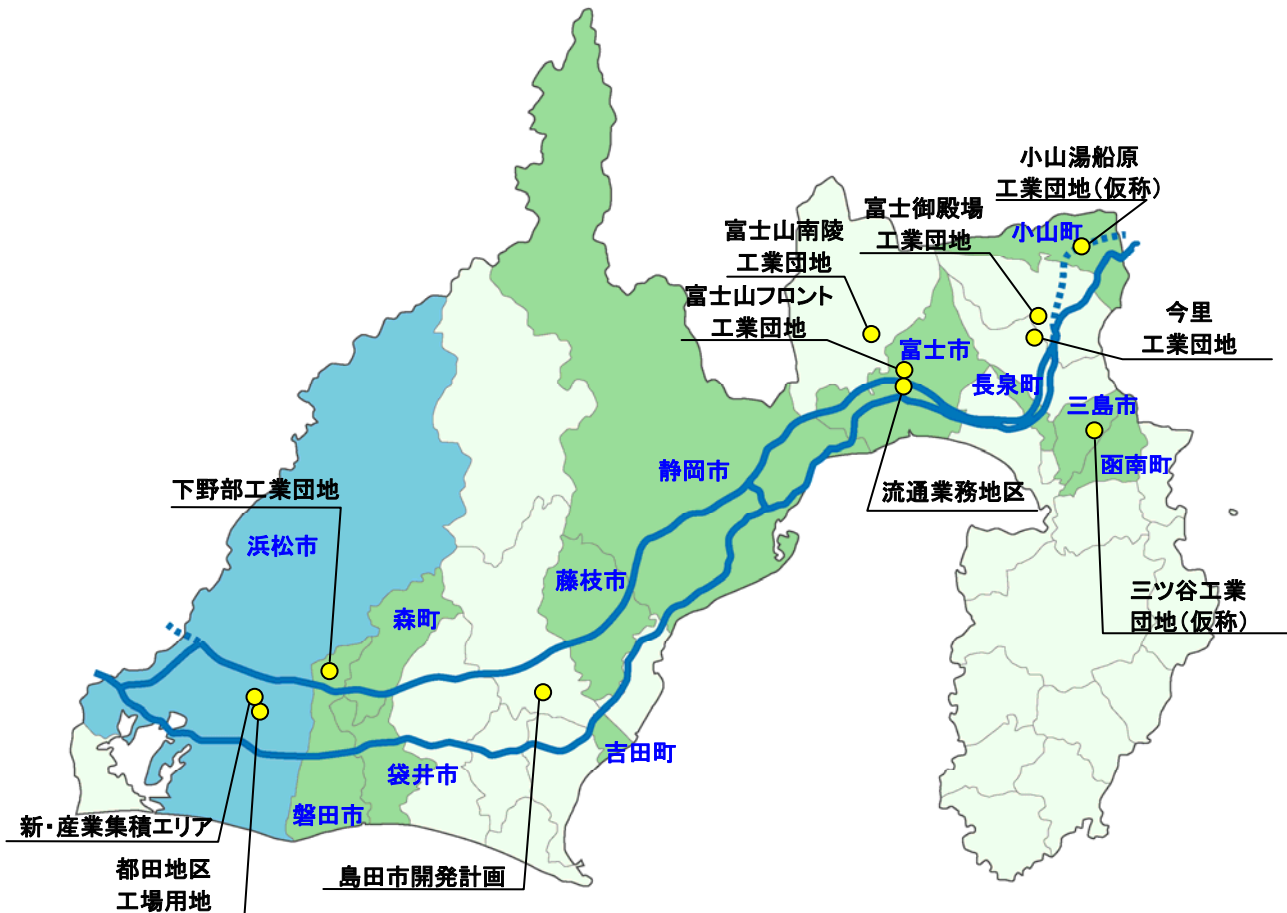 小山湯船原
工業団地(仮称)
富士御殿場
工業団地
小山町
富士山南陵
工業団地
富士山フロント
工業団地
今里
工業団地
富士市
長泉町
三島市
函南町
静岡市
流通業務地区
下野部工業団地
浜松市
藤枝市
森町
三ツ谷工業
団地(仮称)
吉田町
袋井市
磐田市
新・産業集積エリア
都田地区
工場用地
島田市開発計画